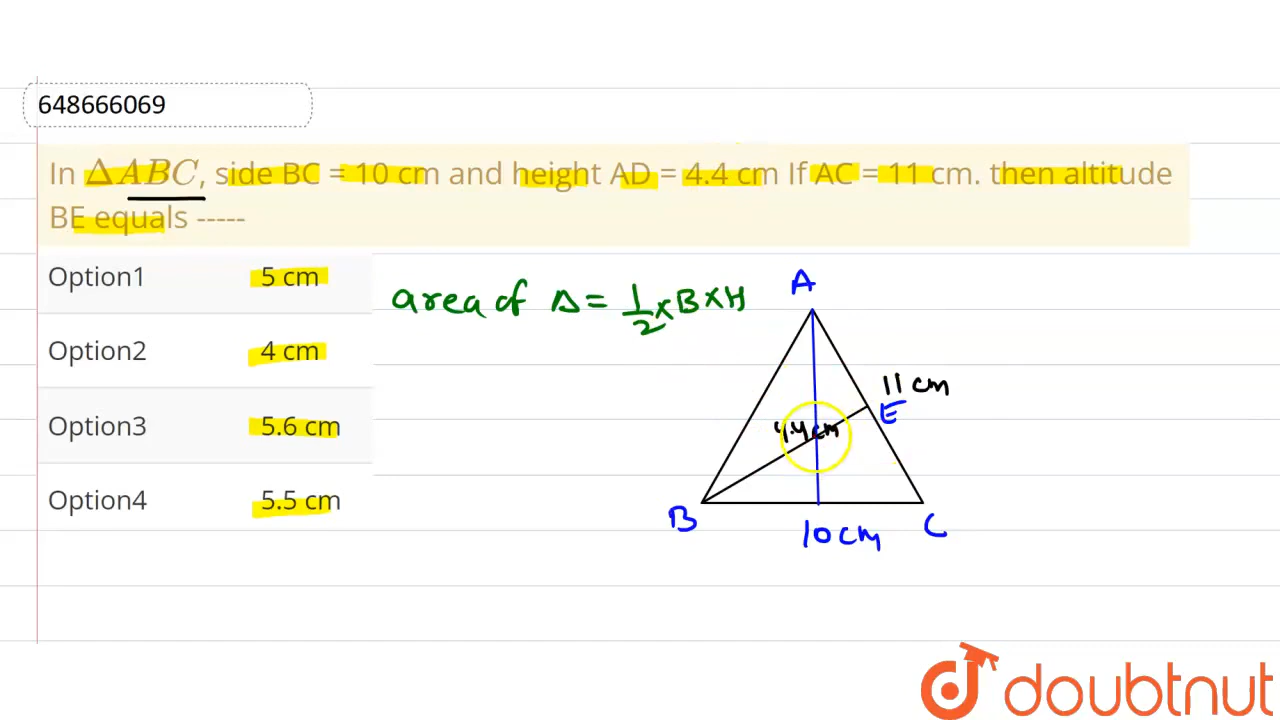 648666069
In ΔABC, side BC = 10 cm and height AD = 4.4 cm If AC = 11 cm. then altitude
BE equals -----
Option1 5 cm
Option2 4 cm
Option3 5.6 cm
Option4 5.5 cm
area of Δ = 1/2 × B × H
A
11 cm
E
4.4 cm
B
10 cm
C
doubtnut